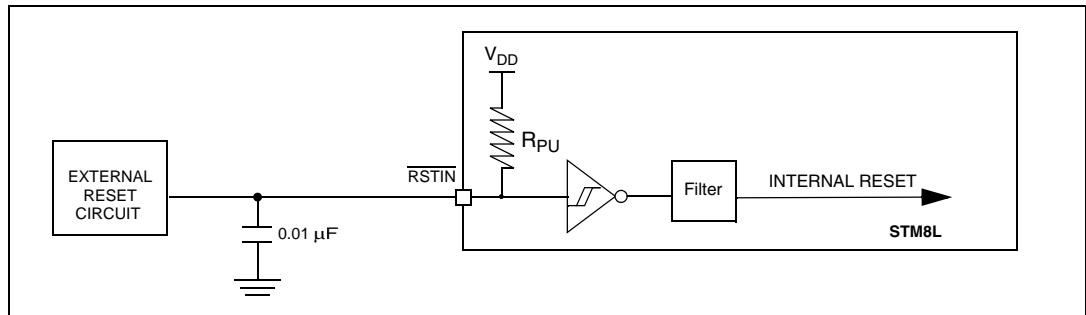 V_DD
R_PU
EXTERNAL
RESET
CIRCUIT
RSTIN
Filter
INTERNAL RESET
STM8L
0.01 µF